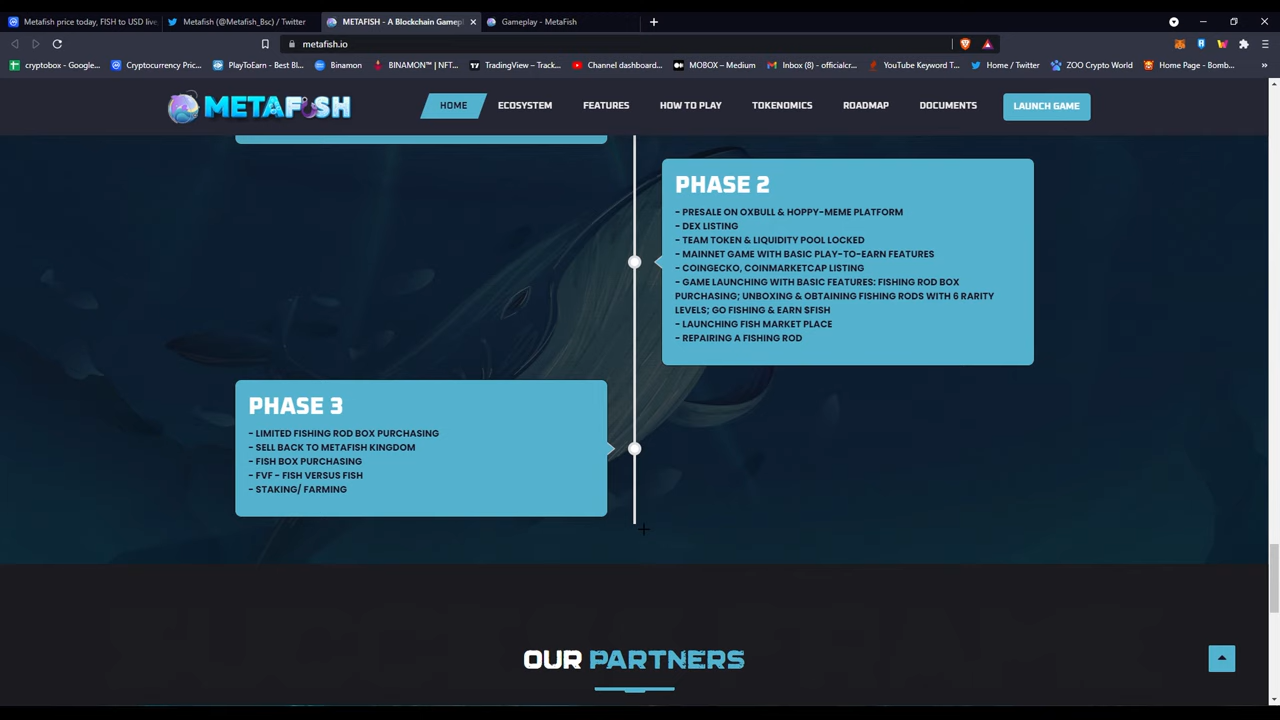 Metafish price today, FISH to USD live
Metafish (@Metafish_Bsc) / Twitter
METAFISH - A Blockchain Gamepl
Gameplay - MetaFish
metafish.io
cryptobox - Google...
Cryptocurrency Pric...
PlayToEarn - Best Bl...
Binamon
BINAMON™ | NFT...
TradingView – Track...
Channel dashboard...
MOBOX – Medium
Inbox (8) - officialcr...
YouTube Keyword T...
Home / Twitter
ZOO Crypto World
Home Page - Bomb...
METAFISH
HOME
ECOSYSTEM
FEATURES
HOW TO PLAY
TOKENOMICS
ROADMAP
DOCUMENTS
LAUNCH GAME
PHASE 2
- PRESALE ON OXBULL & HOPPY-MEME PLATFORM
- DEX LISTING
- TEAM TOKEN & LIQUIDITY POOL LOCKED
- MAINNET GAME WITH BASIC PLAY-TO-EARN FEATURES
- COINGECKO, COINMARKETCAP LISTING
- GAME LAUNCHING WITH BASIC FEATURES: FISHING ROD BOX
PURCHASING; UNBOXING & OBTAINING FISHING RODS WITH 6 RARITY
LEVELS; GO FISHING & EARN $FISH
- LAUNCHING FISH MARKET PLACE
- REPAIRING A FISHING ROD
PHASE 3
- LIMITED FISHING ROD BOX PURCHASING
- SELL BACK TO METAFISH KINGDOM
- FISH BOX PURCHASING
- FVF - FISH VERSUS FISH
- STAKING/ FARMING
OUR PARTNERS